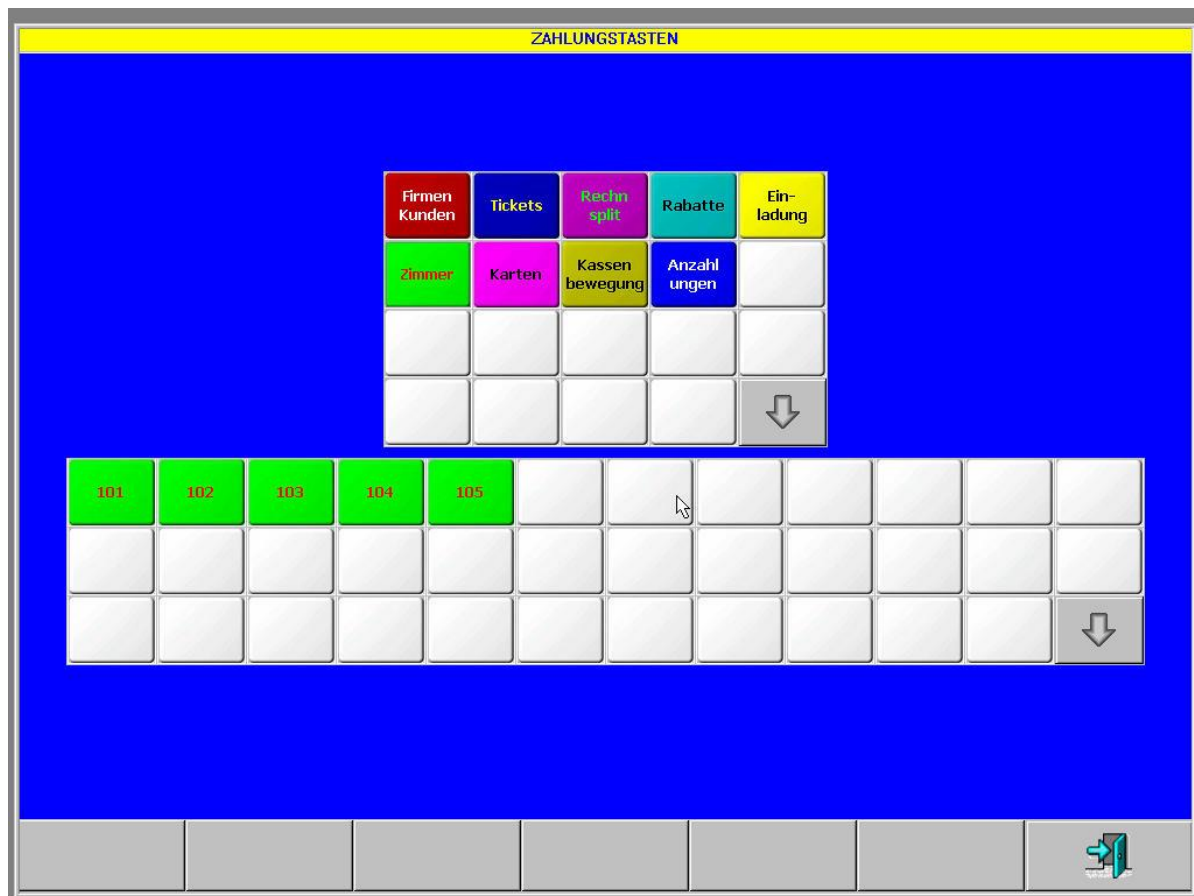 ZAHLUNGSTASTEN
Firmen
Kunden
Tickets
Rechn
split
Rabatte
Ein-
ladung
Zimmer
Karten
Kassen
bewegung
Anzahl
ungen
101
102
103
104
105